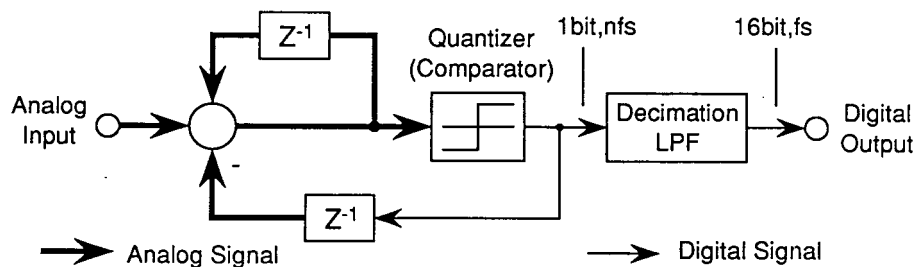 Z-1
Quantizer
(Comparator)
1bit,nfs
16bit,fs
Analog
Input
Decimation
LPF
Digital
Output
-
Z-1
Analog Signal
Digital Signal